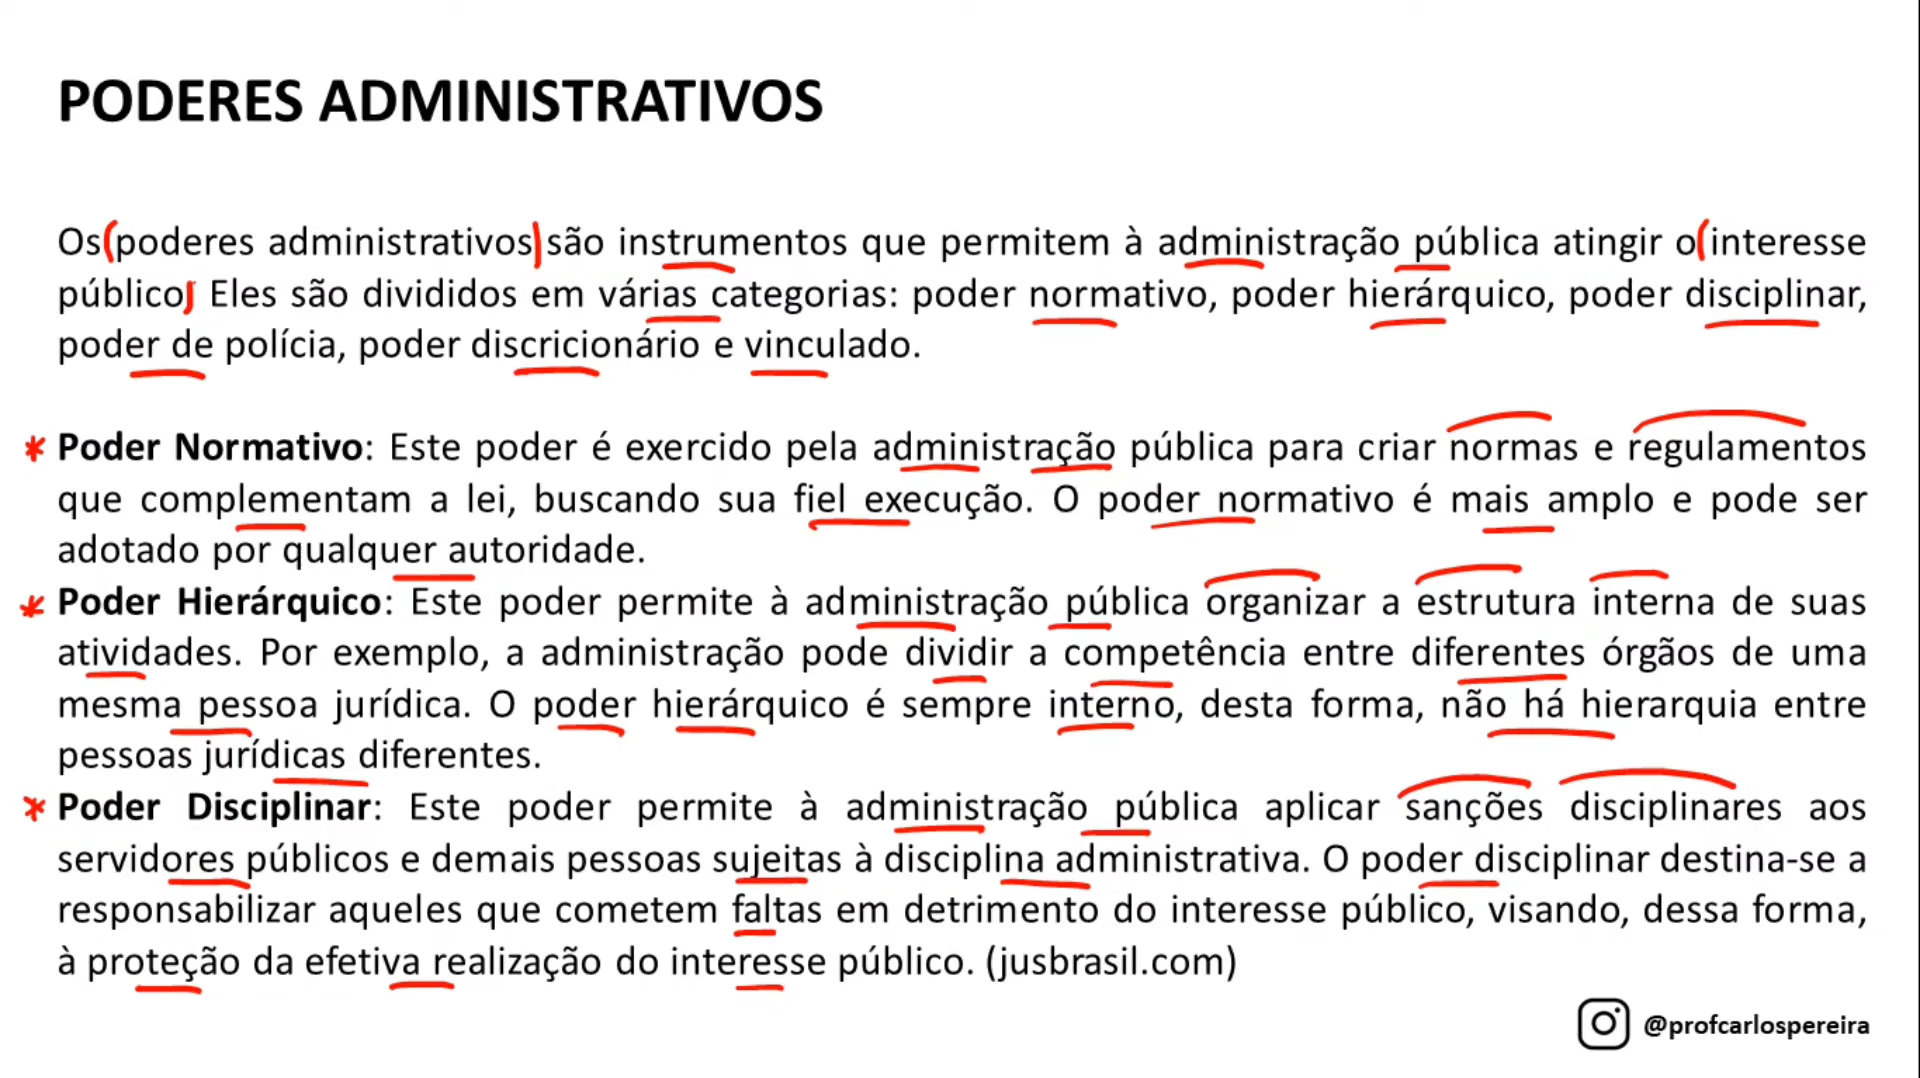 PODERES ADMINISTRATIVOS
Os poderes administrativos são instrumentos que permitem à administração pública atingir o interesse
público. Eles são divididos em várias categorias: poder normativo, poder hierárquico, poder disciplinar,
poder de polícia, poder discricionário e vinculado.
Poder Normativo: Este poder é exercido pela administração pública para criar normas e regulamentos
que complementam a lei, buscando sua fiel execução. O poder normativo é mais amplo e pode ser
adotado por qualquer autoridade.
Poder Hierárquico: Este poder permite à administração pública organizar a estrutura interna de suas
atividades. Por exemplo, a administração pode dividir a competência entre diferentes órgãos de uma
mesma pessoa jurídica. O poder hierárquico é sempre interno, desta forma, não há hierarquia entre
pessoas jurídicas diferentes.
Poder Disciplinar: Este poder permite à administração pública aplicar sanções disciplinares aos
servidores públicos e demais pessoas sujeitas à disciplina administrativa. O poder disciplinar destina-se a
responsabilizar aqueles que cometem faltas em detrimento do interesse público, visando, dessa forma,
à proteção da efetiva realização do interesse público. (jusbrasil.com)
@profcarlospereira